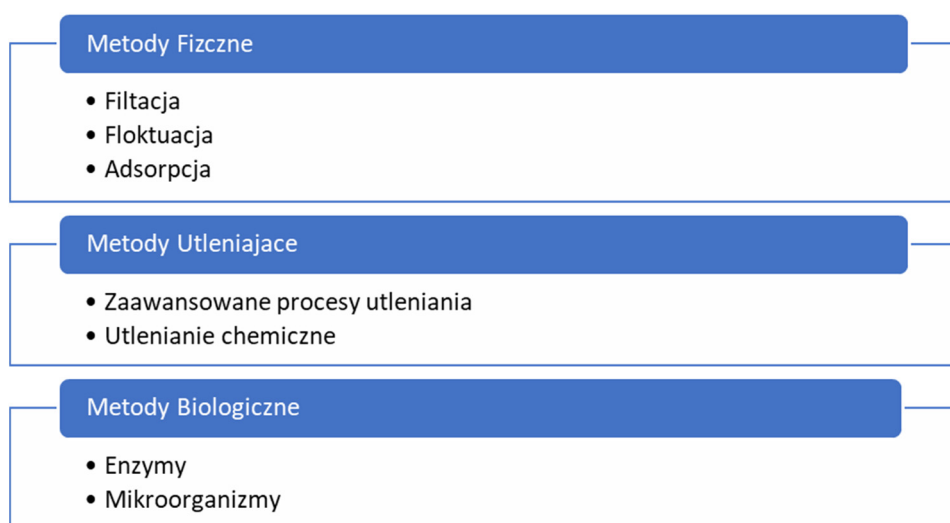 Metody Fizczne
• Filtacja
• Floktuacja
• Adsorpcja
Metody Utleniajace
• Zaawansowane procesy utleniania
• Utlenianie chemiczne
Metody Biologiczne
• Enzymy
• Mikroorganizmy